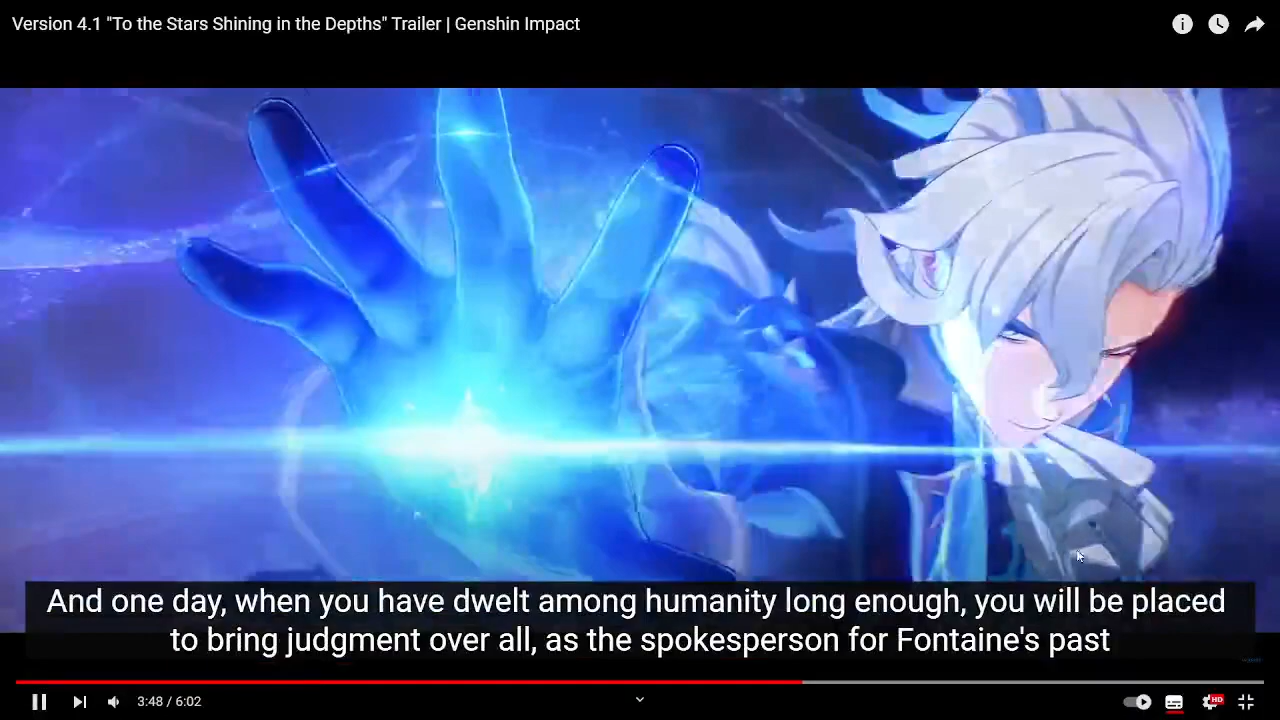 Version 4.1 "To the Stars Shining in the Depths" Trailer | Genshin Impact
And one day, when you have dwelt among humanity long enough, you will be placed
to bring judgment over all, as the spokesperson for Fontaine's past
3:48 / 6:02
HD